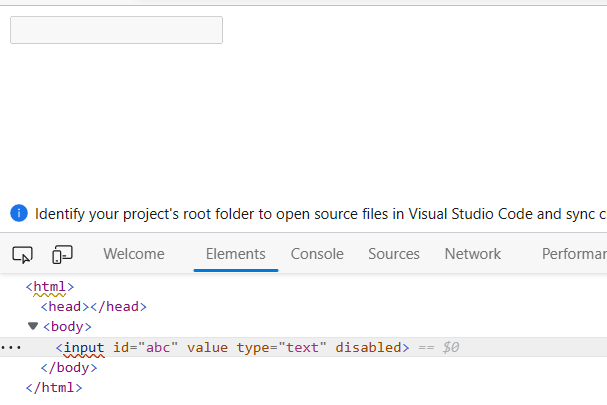 Identify your project's root folder to open source files in Visual Studio Code and sync c
Welcome Elements Console Sources Network Performan
<html>
<head></head>
<body>
··· <input id="abc" value type="text" disabled> == $0
</body>
</html>